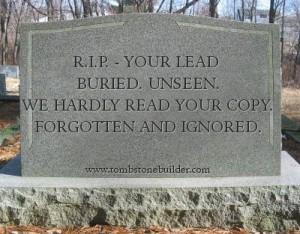 R.I.P. - YOUR LEAD
BURIED. UNSEEN.
WE HARDLY READ YOUR COPY.
FORGOTTEN AND IGNORED.
www.tombstonebuilder.com